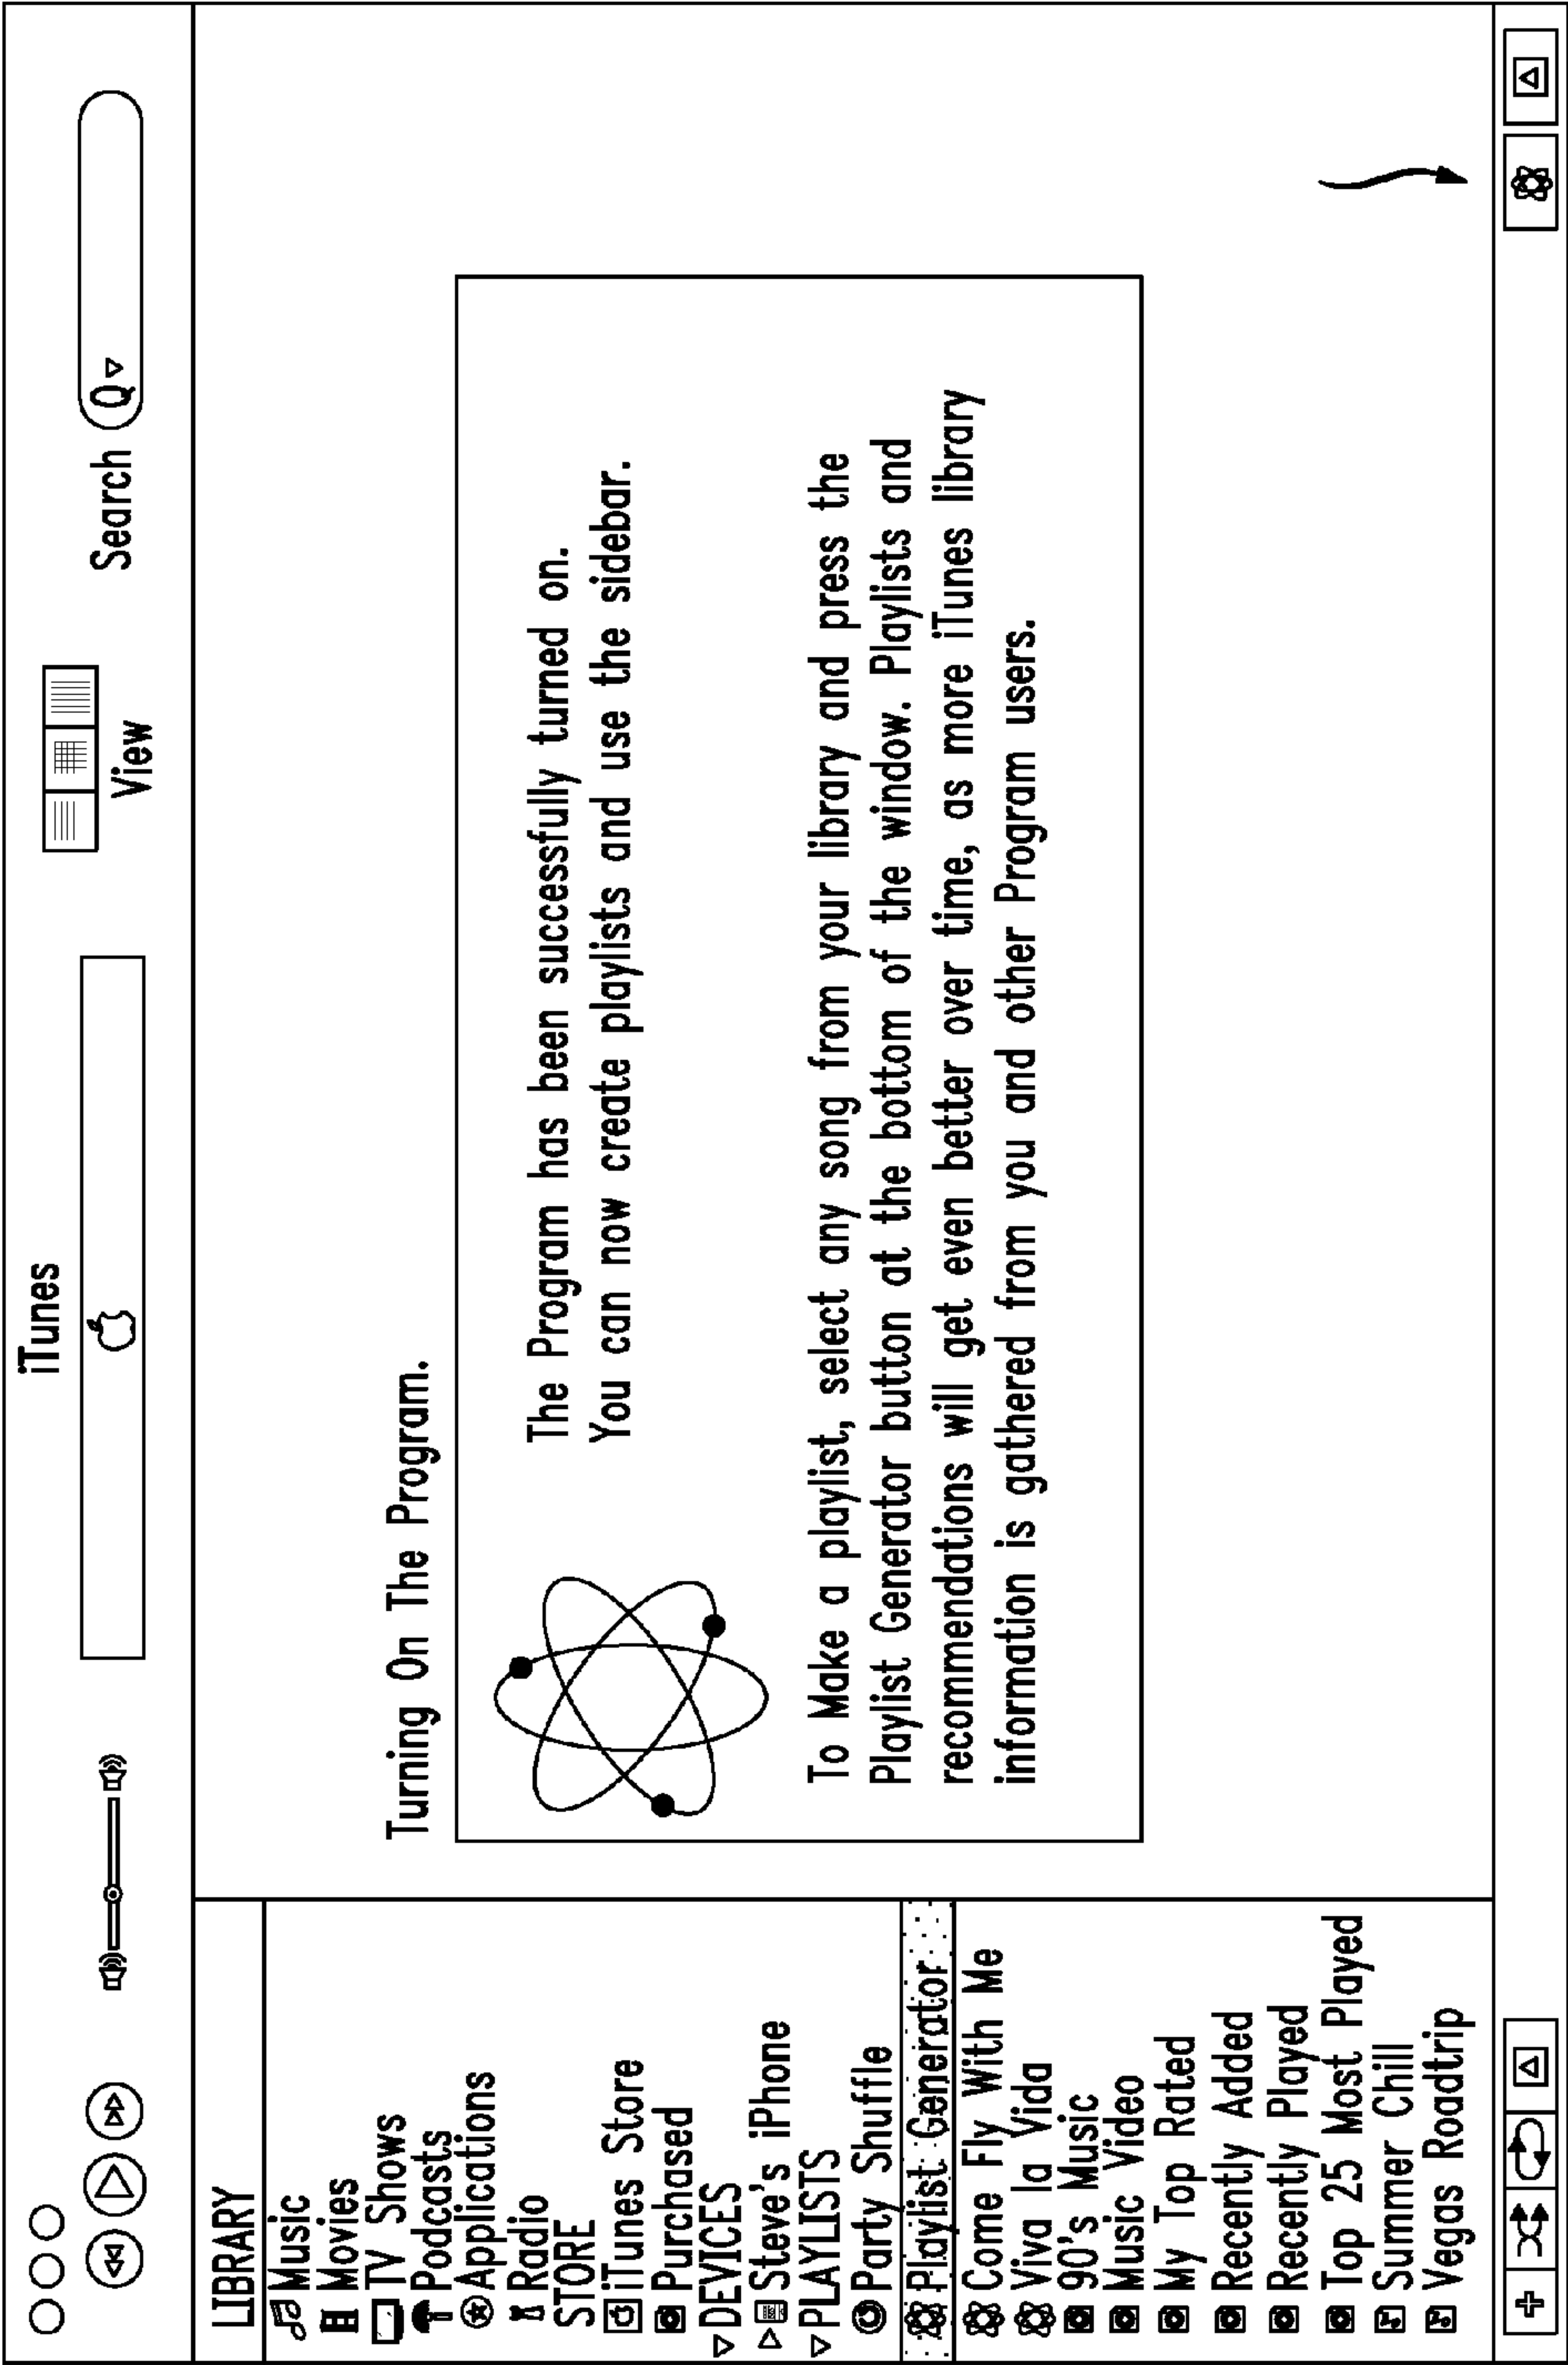 iTunes
View
Search
LIBRARY
Music
Movies
TV Shows
Podcasts
Applications
Radio
STORE
iTunes Store
Purchased
DEVICES
Steve's iPhone
PLAYLISTS
Party Shuffle
Playlist Generator
Come Fly With Me
Viva la Vida
90's Music
Music Video
My Top Rated
Recently Added
Recently Played
Top 25 Most Played
Summer Chill
Vegas Roadtrip
Turning On The Program.
The Program has been successfully turned on.
You can now create playlists and use the sidebar.
To Make a playlist, select any song from your library and press the
Playlist Generator button at the bottom of the window. Playlists and
recommendations will get even better over time, as more iTunes library
information is gathered from you and other Program users.